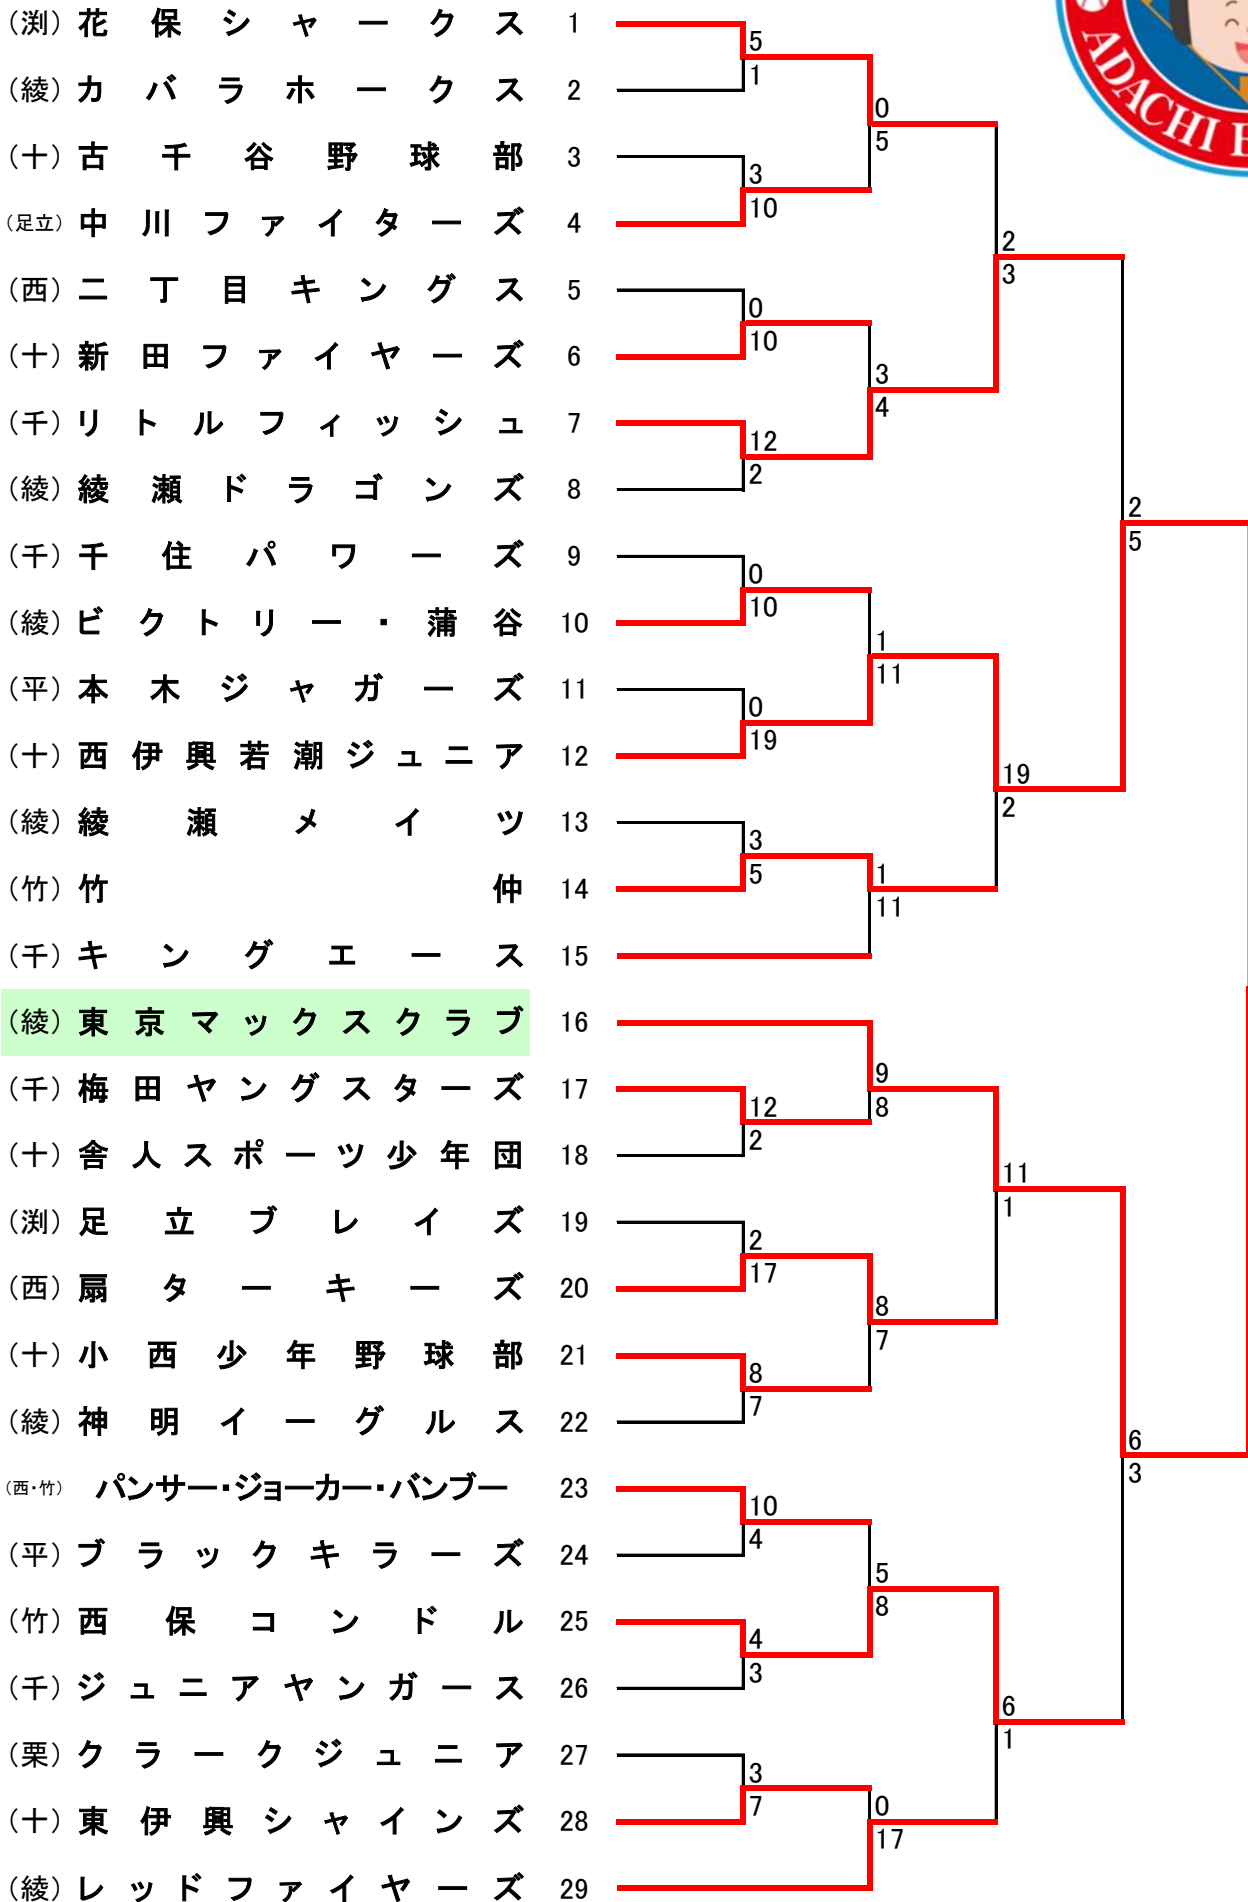 (渕) 花保シャークス 1
5
(綾) カバラホークス 2
1
0
(十) 古千谷野球部 3
5
3
(足立) 中川ファイターズ 4
10
2
(西) 二丁目キングス 5
3
0
(十) 新田ファイヤーズ 6
10
3
(千) リトルフィッシュ 7
4
12
(綾) 綾瀬ドラゴンズ 8
2
2
(千) 千住パワーズ 9
5
0
(綾) ビクトリー・蒲谷 10
10
1
(平) 本木ジャガーズ 11
11
0
(十) 西伊興若潮ジュニア 12
19
19
(綾) 綾瀬メイツ 13
2
3
(竹) 竹仲 14
5
1
11
(千) キングエース 15
(綾) 東京マックスクラブ 16
9
(千) 梅田ヤングスターズ 17
8
12
(十) 舎人スポーツ少年団 18
2
11
(渕) 足立ブレイズ 19
1
2
(西) 扇ターキーズ 20
17
8
(十) 小西少年野球部 21
7
8
(綾) 神明イーグルス 22
7
6
(西・竹) パンサー・ジョーカー・バンブー 23
3
10
(平) ブラックキラーズ 24
4
5
(竹) 西保コンドル 25
8
4
(千) ジュニアヤンガース 26
3
6
(栗) クラークジュニア 27
1
3
(十) 東伊興シャインズ 28
7
0
17
(綾) レッドファイヤーズ 29
ADACHI